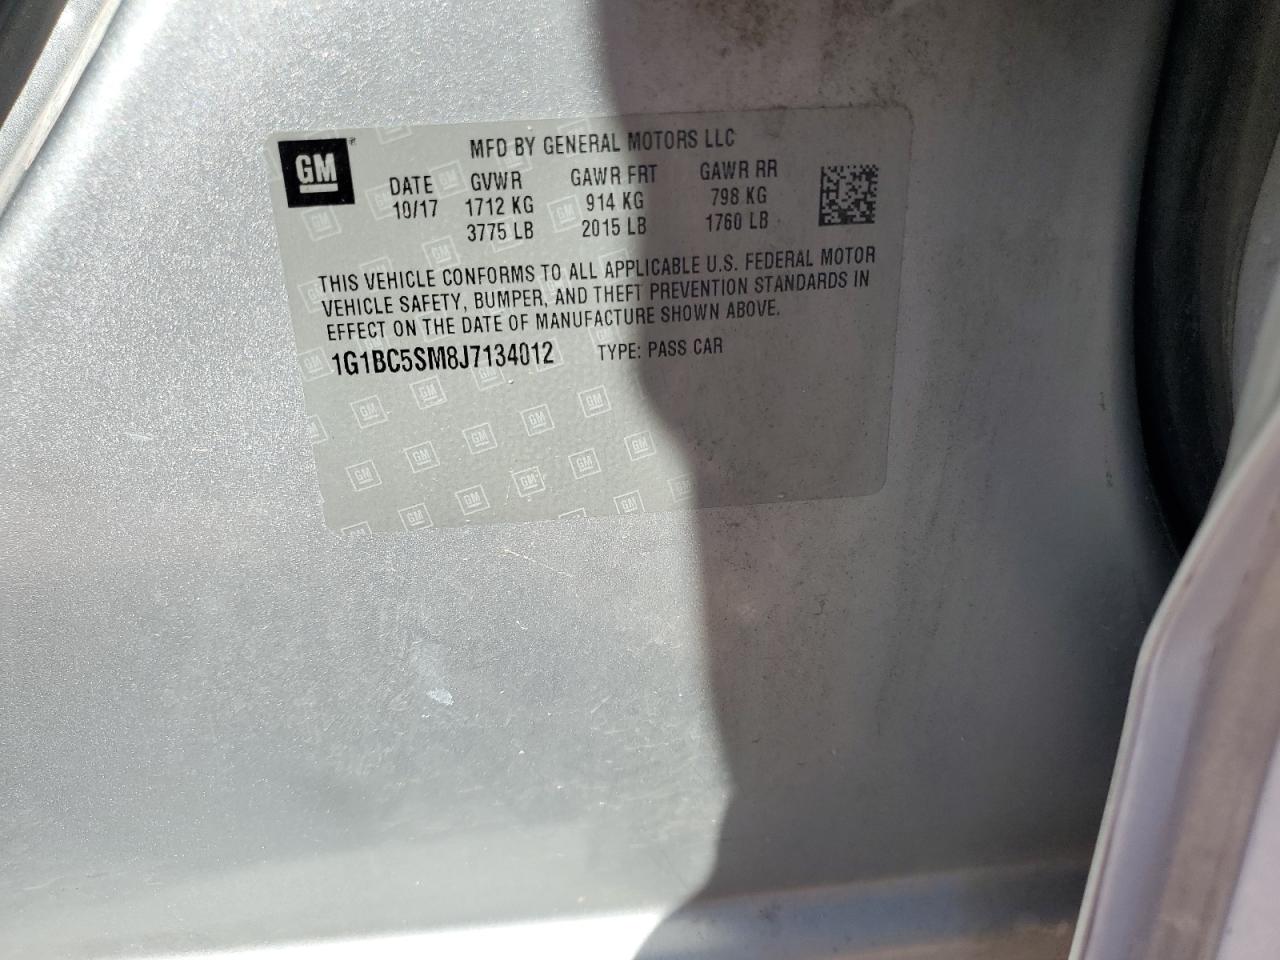 GM
MFD BY GENERAL MOTORS LLC
DATE GVWR GAWR FRT GAWR RR
10/17 1712 KG 914 KG 798 KG
3775 LB 2015 LB 1760 LB
THIS VEHICLE CONFORMS TO ALL APPLICABLE U.S. FEDERAL MOTOR
VEHICLE SAFETY, BUMPER, AND THEFT PREVENTION STANDARDS IN
EFFECT ON THE DATE OF MANUFACTURE SHOWN ABOVE.
1G1BC5SM8J7134012 TYPE: PASS CAR